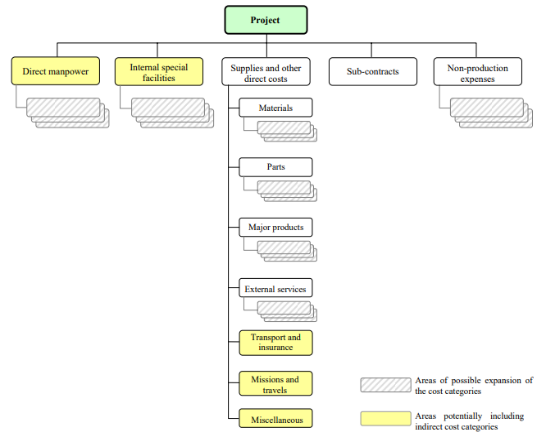 Project
Direct manpower
Internal special
facilities
Supplies and other
direct costs
Sub-contracts
Non-production
expenses
Materials
Parts
Major products
External services
Transport and
insurance
Missions and
travels
Miscellaneous
Areas of possible expansion of
the cost categories
Areas potentially including
indirect cost categories